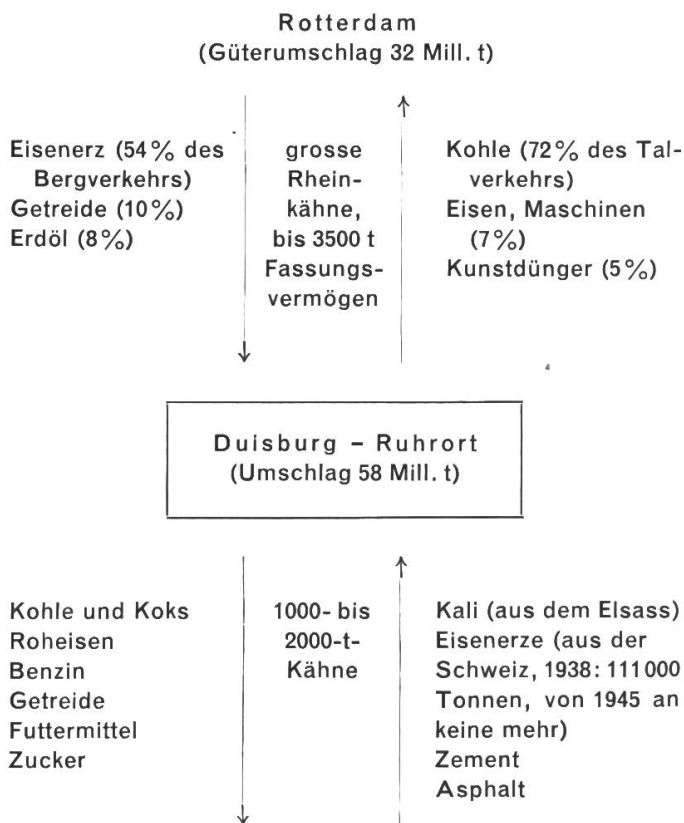 Rotterdam
(Güterumschlag 32 Mill. t)
Eisenerz (54% des
Bergverkehrs)
Getreide (10%)
Erdöl (8%)
grosse
Rhein-
kähne,
bis 3500 t
Fassungs-
vermögen
Kohle (72% des Tal-
verkehrs)
Eisen, Maschinen
(7%)
Kunstdünger (5%)
Duisburg – Ruhrort
(Umschlag 58 Mill. t)
Kohle und Koks
Roheisen
Benzin
Getreide
Futtermittel
Zucker
1000- bis
2000-t-
Kähne
Kali (aus dem Elsass)
Eisenerze (aus der
Schweiz, 1938: 111000
Tonnen, von 1945 an
keine mehr)
Zement
Asphalt